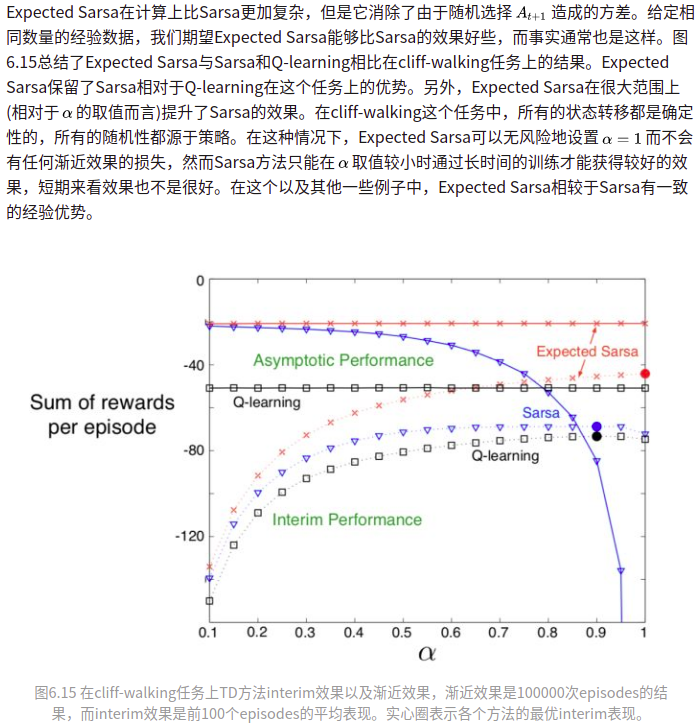 Expected Sarsa在计算上比Sarsa更加复杂，但是它消除了由于随机选择 Aₜ₊₁ 造成的方差。给定相
同数量的经验数据，我们期望Expected Sarsa能够比Sarsa的效果好些，而事实通常也是这样。图
6.15总结了Expected Sarsa与Sarsa和Q-learning相比在cliff-walking任务上的结果。Expected
Sarsa保留了Sarsa相对于Q-learning在这个任务上的优势。另外，Expected Sarsa在很大范围上
(相对于 α 的取值而言)提升了Sarsa的效果。在cliff-walking这个任务中，所有的状态转移都是确定
性的，所有的随机性都源于策略。在这种情况下，Expected Sarsa可以无风险地设置 α = 1 而不会
有任何渐近效果的损失，然而Sarsa方法只能在 α 取值较小时通过长时间的训练才能获得较好的效
果，短期来看效果也不是很好。在这个以及其他一些例子中，Expected Sarsa相较于Sarsa有一致
的经验优势。
0
Expected Sarsa
-40
Asymptotic Performance
Sum of rewards
per episode
Q-learning
Sarsa
-80
Q-learning
Interim Performance
-120
0.1 0.2 0.3 0.4 0.5 0.6 0.7 0.8 0.9 1
α
图6.15 在cliff-walking任务上TD方法interim效果以及渐近效果，渐近效果是100000次episodes的结
果，而interim效果是前100个episodes的平均表现。实心圈表示各个方法的最优interim表现。